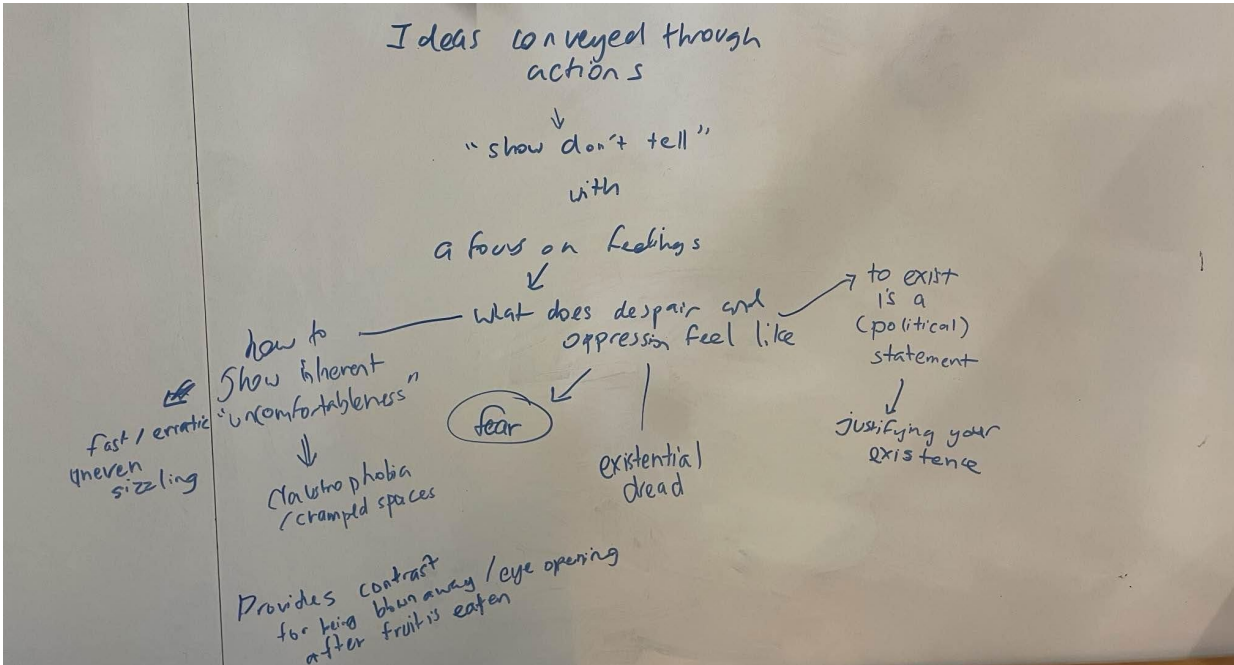 Ideas conveyed through
actions
"show don't tell"
with
a focus on feelings
what does despair and
oppression feel like
to exist
is a
(political)
statement
justifying your
existence
how to
show inherent
"uncomfortableness"
fast / erratic
uneven
sizzling
claustrophobia
/cramped spaces
fear
existential
dread
Provides contrast
for being blown away / eye opening
after fruit is eaten